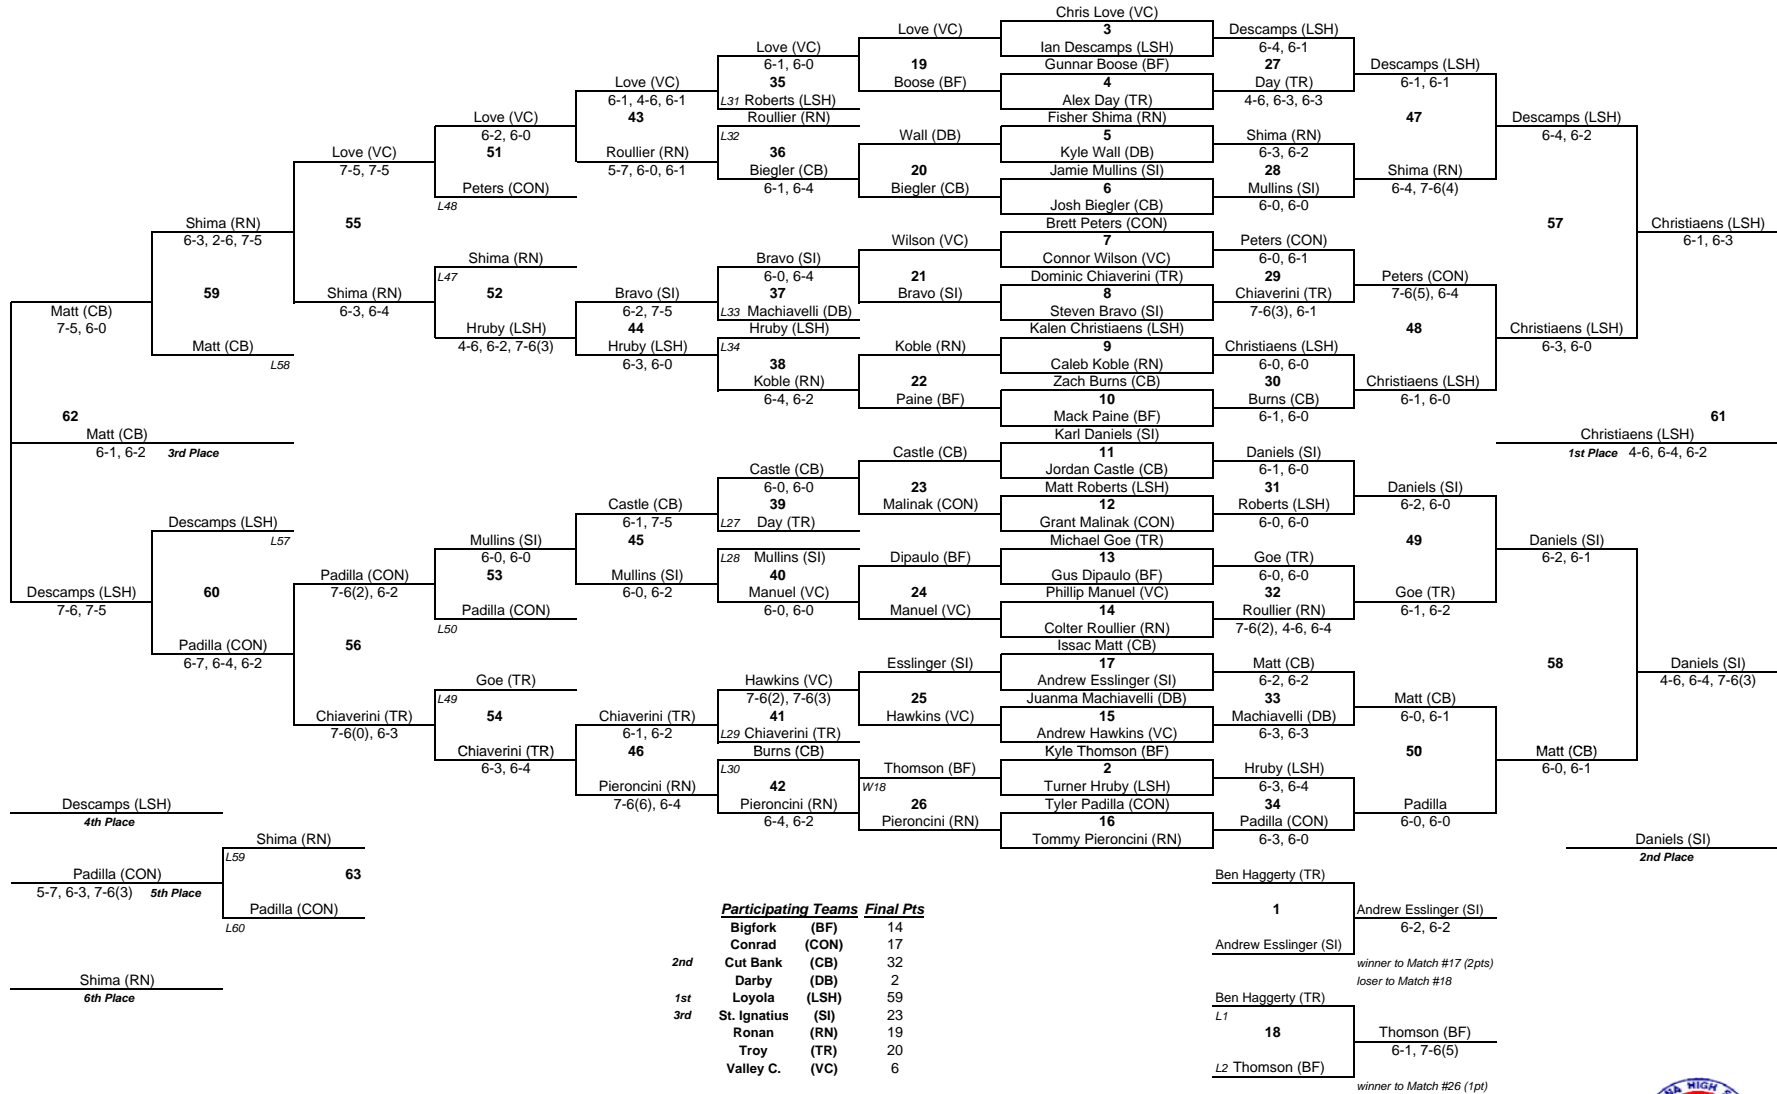 Chris Love (VC)
Love (VC) 3 Descamps (LSH)
Love (VC) Ian Descamps (LSH) 6-4, 6-1
6-1, 6-0 19 Gunnar Boose (BF) 27 Descamps (LSH)
Love (VC) 35 Boose (BF) 4 Day (TR) 6-1, 6-1
6-1, 4-6, 6-1 L31 Roberts (LSH) Alex Day (TR) 4-6, 6-3, 6-3
Love (VC) 43 Roullier (RN) Fisher Shima (RN) 47 Descamps (LSH)
6-2, 6-0 L32 Wall (DB) 5 Shima (RN) 6-4, 6-2
Love (VC) 51 Roullier (RN) 36 Kyle Wall (DB) 6-3, 6-2
7-5, 7-5 5-7, 6-0, 6-1 Biegler (CB) 20 Jamie Mullins (SI) 28 Shima (RN)
Peters (CON) 6-1, 6-4 Biegler (CB) 6 Mullins (SI) 6-4, 7-6(4)
L48 Josh Biegler (CB) 6-0, 6-0
Shima (RN) 55 Brett Peters (CON) 57 Christiaens (LSH)
6-3, 2-6, 7-5 Wilson (VC) 7 Peters (CON) 6-1, 6-3
Shima (RN) Bravo (SI) Connor Wilson (VC) 6-0, 6-1
L47 6-0, 6-4 21 Dominic Chiaverini (TR) 29 Peters (CON)
59 Shima (RN) 52 Bravo (SI) 37 Bravo (SI) 8 Chiaverini (TR) 7-6(5), 6-4
Matt (CB) 6-3, 6-4 6-2, 7-5 L33 Machiavelli (DB) Steven Bravo (SI) 7-6(3), 6-1
7-5, 6-0 Hruby (LSH) 44 Hruby (LSH) Kalen Christiaens (LSH) 48 Christiaens (LSH)
Matt (CB) 4-6, 6-2, 7-6(3) Hruby (LSH) L34 Koble (RN) 9 Christiaens (LSH) 6-3, 6-0
L58 6-3, 6-0 38 Caleb Koble (RN) 6-0, 6-0
Koble (RN) 22 Zach Burns (CB) 30 Christiaens (LSH)
6-4, 6-2 Paine (BF) 10 Burns (CB) 6-1, 6-0
62 Mack Paine (BF) 6-1, 6-0 61
Matt (CB) Karl Daniels (SI) Christiaens (LSH)
6-1, 6-2 3rd Place Castle (CB) 11 Daniels (SI) 1st Place 4-6, 6-4, 6-2
Castle (CB) Jordan Castle (CB) 6-1, 6-0
6-0, 6-0 23 Matt Roberts (LSH) 31 Daniels (SI)
Castle (CB) 39 Malinak (CON) 12 Roberts (LSH) 6-2, 6-0
Descamps (LSH) 6-1, 7-5 L27 Day (TR) Grant Malinak (CON) 6-0, 6-0
L57 Mullins (SI) 45 Michael Goe (TR) 49 Daniels (SI)
6-0, 6-0 L28 Mullins (SI) Dipaulo (BF) 13 Goe (TR) 6-2, 6-1
Padilla (CON) 53 Mullins (SI) 40 Gus Dipaulo (BF) 6-0, 6-0
Descamps (LSH) 60 7-6(2), 6-2 6-0, 6-2 Manuel (VC) 24 Phillip Manuel (VC) 32 Goe (TR)
7-6, 7-5 Padilla (CON) 6-0, 6-0 Manuel (VC) 14 Roullier (RN) 6-1, 6-2
L50 Colter Roullier (RN) 7-6(2), 4-6, 6-4
Padilla (CON) 56 Issac Matt (CB) 58
6-7, 6-4, 6-2 Esslinger (SI) 17 Matt (CB) Daniels (SI)
Goe (TR) Hawkins (VC) Andrew Esslinger (SI) 6-2, 6-2 4-6, 6-4, 7-6(3)
L49 7-6(2), 7-6(3) 25 Juanma Machiavelli (DB) 33 Matt (CB)
Chiaverini (TR) 54 Chiaverini (TR) 41 Hawkins (VC) 15 Machiavelli (DB) 6-0, 6-1
7-6(0), 6-3 6-1, 6-2 L29 Chiaverini (TR) Andrew Hawkins (VC) 6-3, 6-3
Chiaverini (TR) 46 Burns (CB) Kyle Thomson (BF) 50 Matt (CB)
6-3, 6-4 L30 Thomson (BF) 2 Hruby (LSH) 6-0, 6-1
Pieroncini (RN) 42 W18 Turner Hruby (LSH) 6-3, 6-4
Descamps (LSH) 7-6(6), 6-4 Pieroncini (RN) 26 Tyler Padilla (CON) 34 Padilla
4th Place 6-4, 6-2 Pieroncini (RN) 16 Padilla (CON) 6-0, 6-0
Shima (RN) Tommy Pieroncini (RN) 6-3, 6-0 Daniels (SI)
L59 2nd Place
Padilla (CON) 63 Ben Haggerty (TR)
5-7, 6-3, 7-6(3) 5th Place
Padilla (CON) Participating Teams Final Pts 1 Andrew Esslinger (SI)
L60 Bigfork (BF) 14 6-2, 6-2
Conrad (CON) 17 Andrew Esslinger (SI)
2nd Cut Bank (CB) 32 winner to Match #17 (2pts)
Shima (RN) Darby (DB) 2 loser to Match #18
6th Place 1st Loyola (LSH) 59 Ben Haggerty (TR)
3rd St. Ignatius (SI) 23 L1
Ronan (RN) 19 18 Thomson (BF)
Troy (TR) 20 6-1, 7-6(5)
Valley C. (VC) 6 L2 Thomson (BF)
winner to Match #26 (1pt)
HIGH